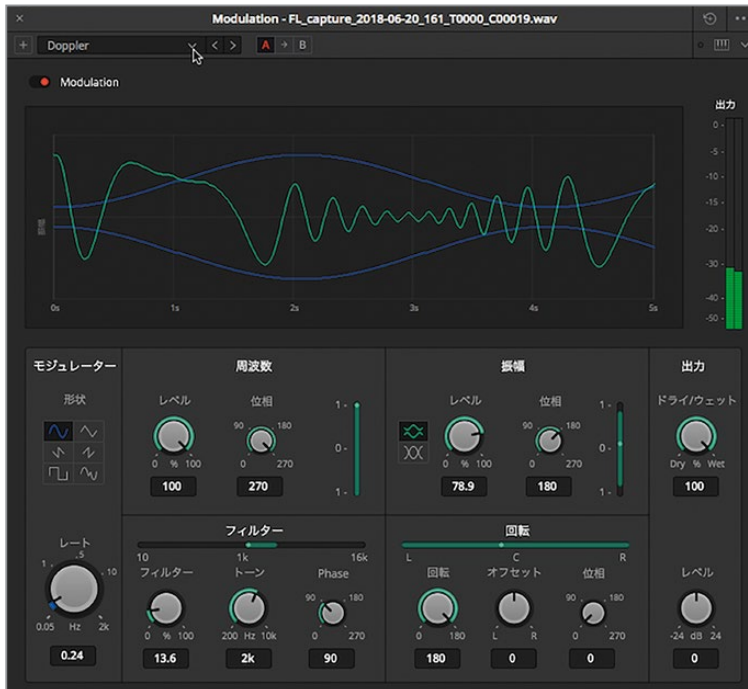 Modulation - FL_capture_2018-06-20_161_T0000_C00019.wav
Doppler
A B
Modulation
出力
0
-5
-10
-15
-20
-30
-40
-50
振幅
0s 1s 2s 3s 4s 5s
モジュレーター
形状
レート
.5
1 10
0.05 Hz 2k
0.24
周波数
レベル 位相
90 180
0 % 100 0 270
100 270
1
0
1
振幅
レベル 位相
90 180
0 % 100 0 270
78.9 180
1
0
1
出力
ドライ/ウェット
Dry % Wet
100
フィルター
10 1k 16k
フィルター トーン Phase
90 180
0 % 100 200 Hz 10k 0 270
13.6 2k 90
回転
L C R
回転 オフセット 位相
90 180
0 180 L R 0 270
180 0 0
レベル
-24 dB 24
0